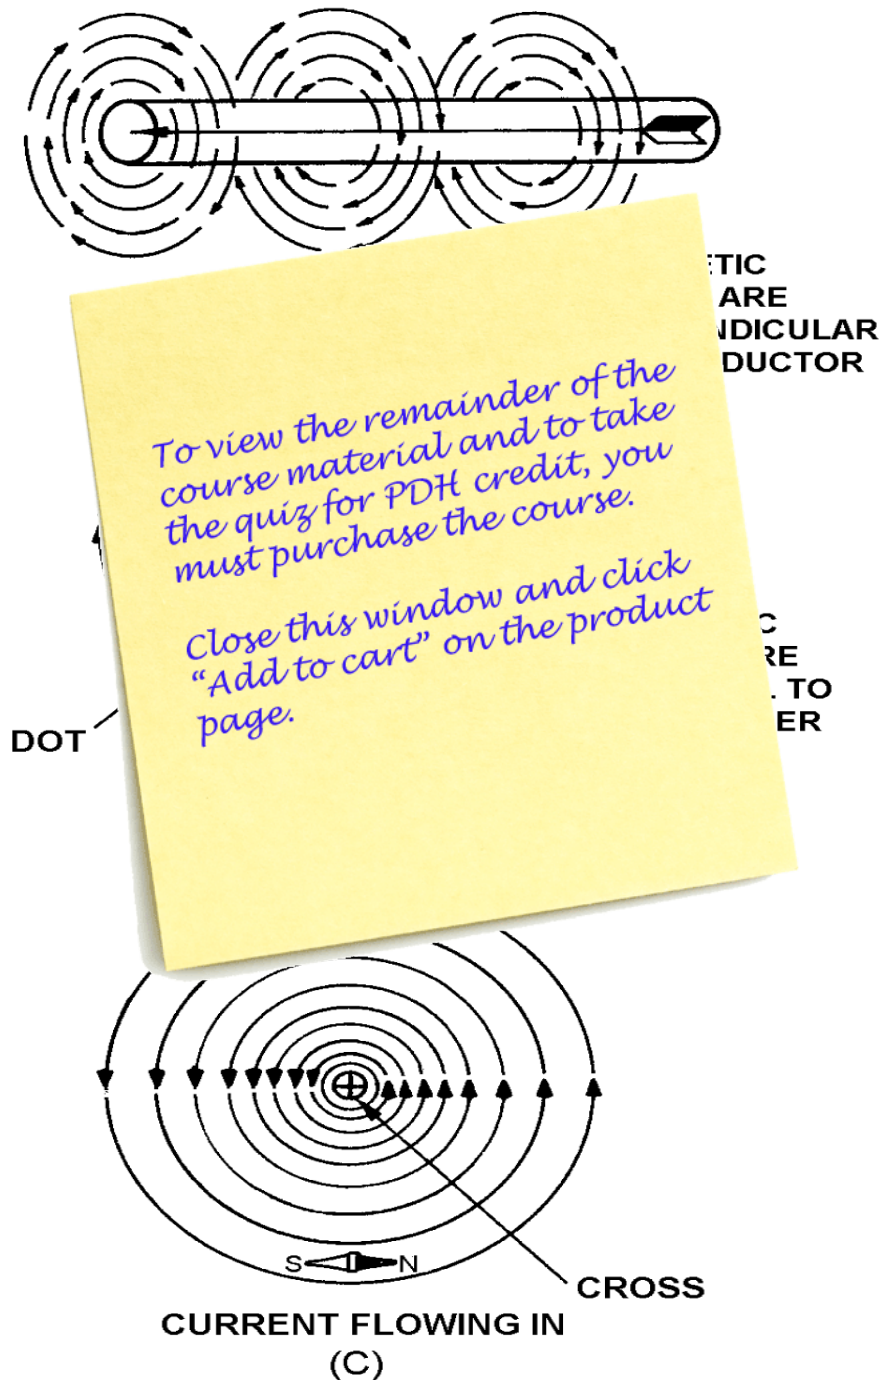 ARE
To view the remainder of the
course material and to take
the quiz for PDH credit, you
must purchase the course.
Close this window and click
“Add to cart” on the product
page.
TO
DOT
S N
CROSS
CURRENT FLOWING IN
(C)